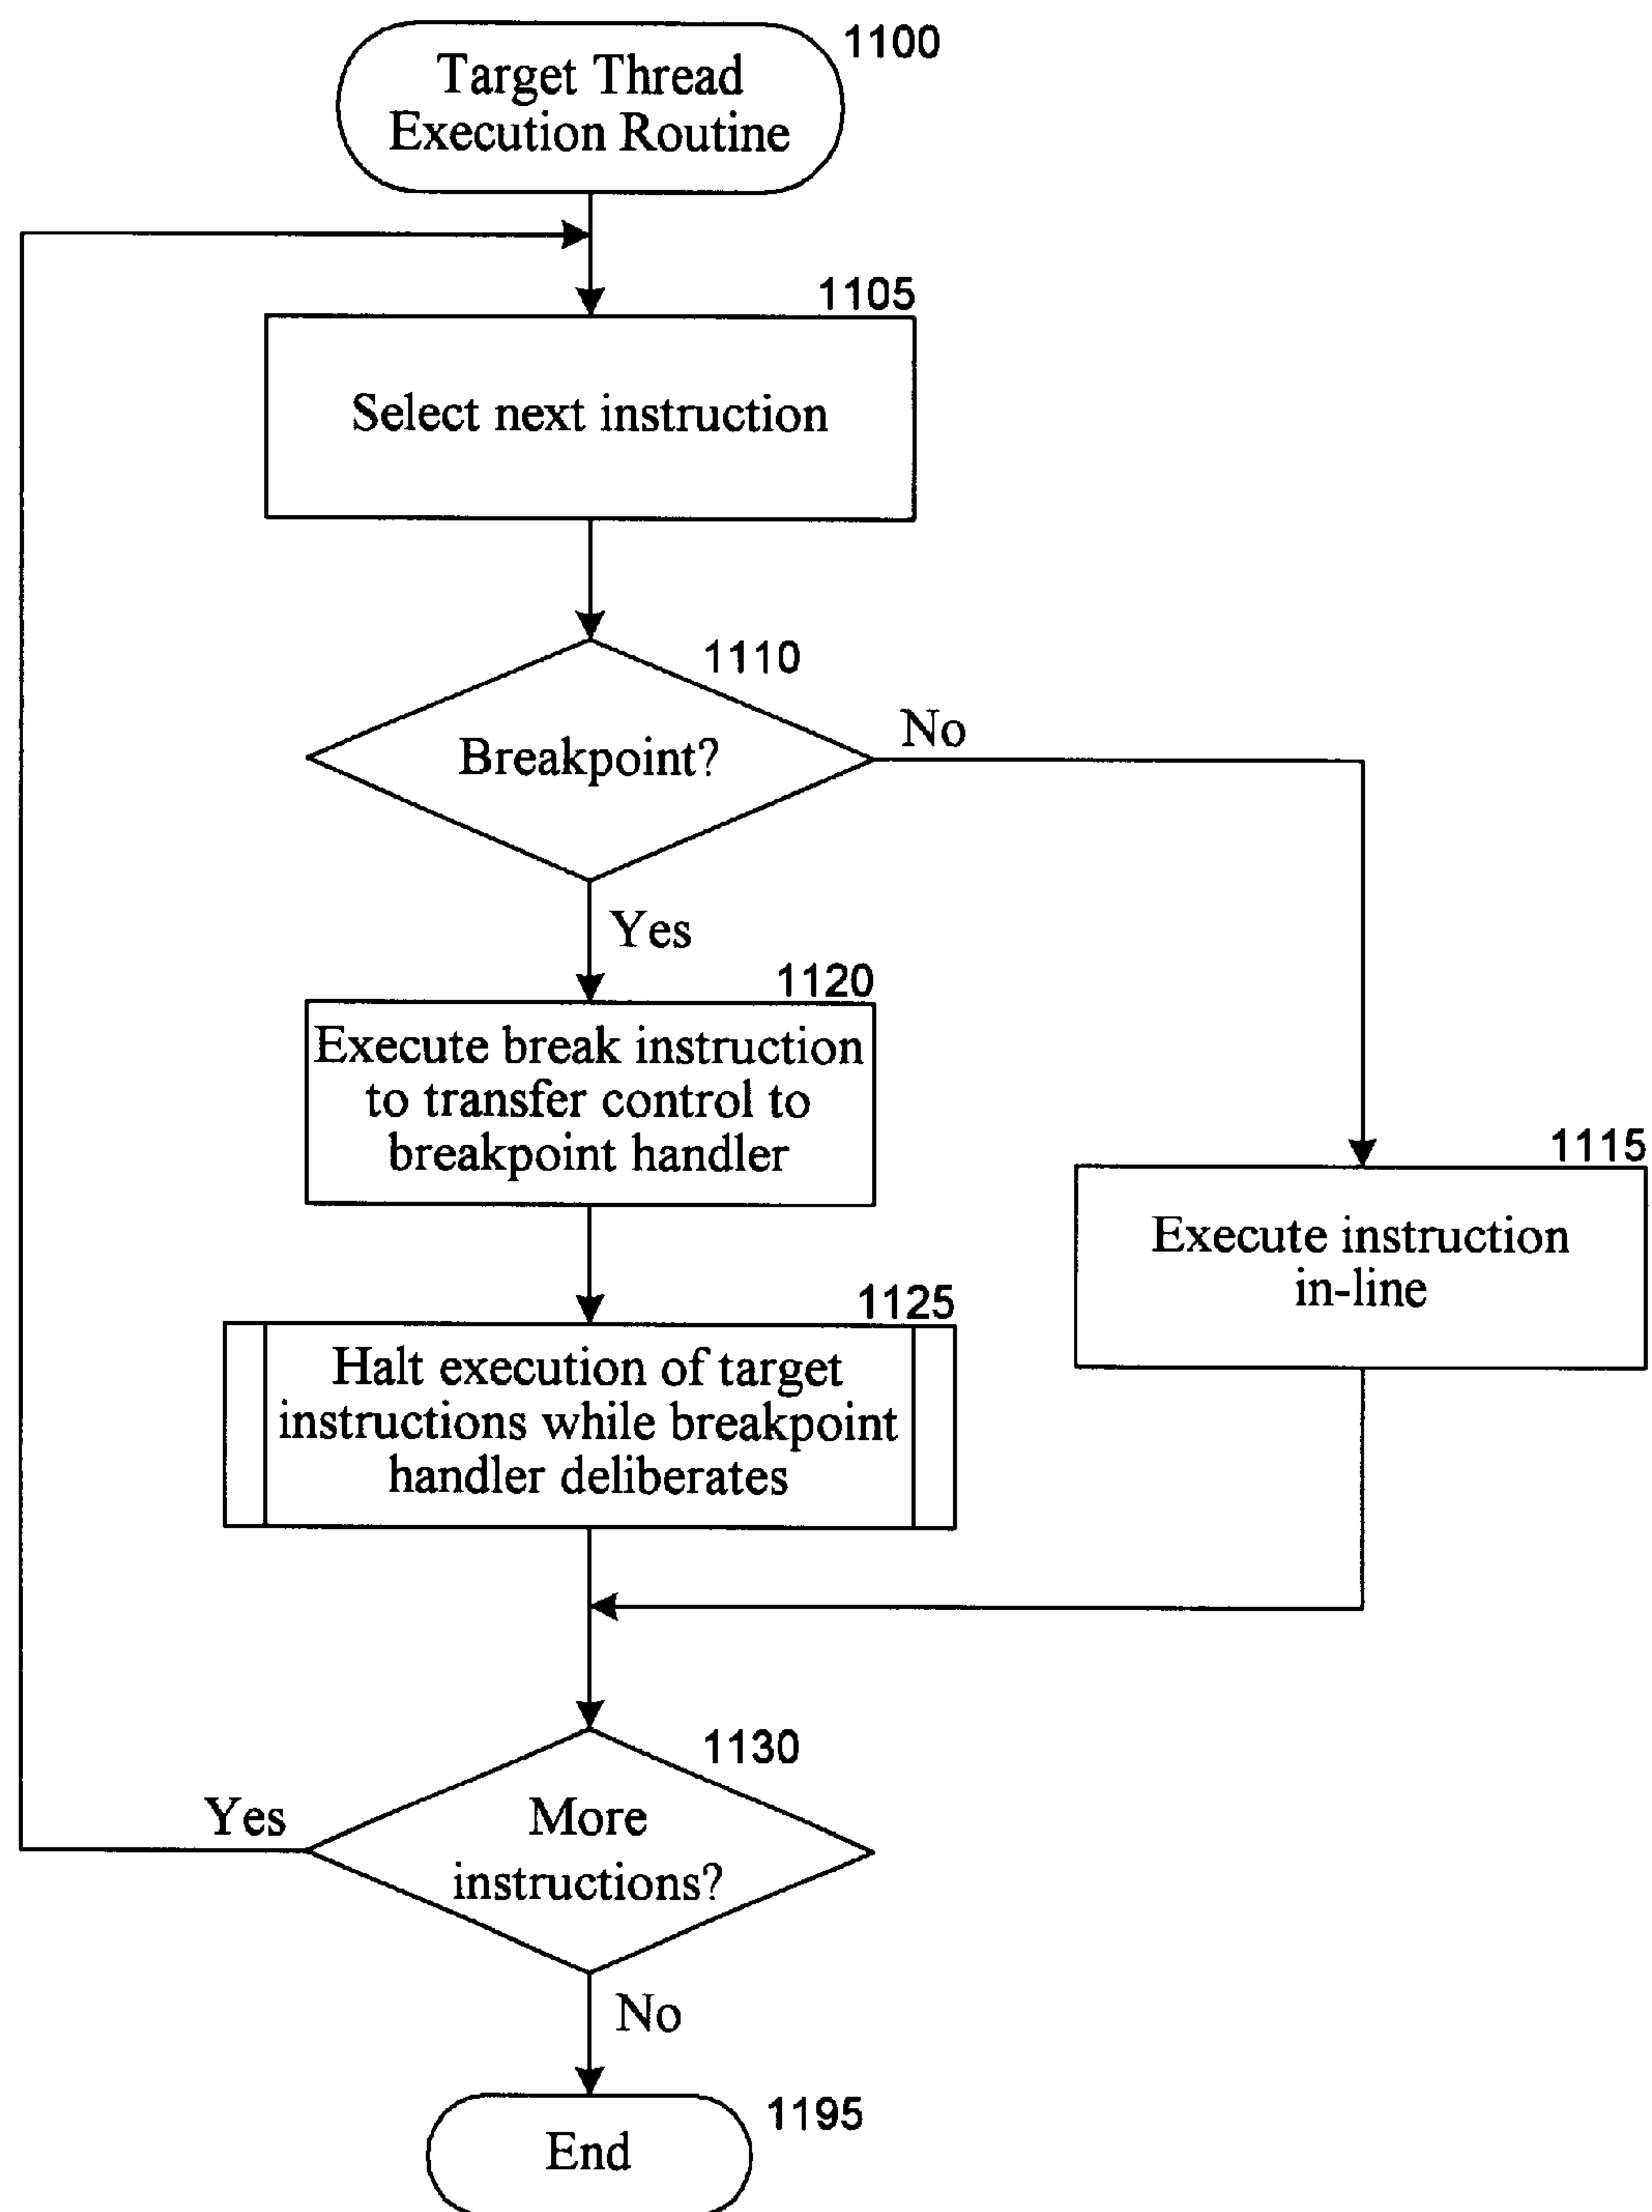 1100
Target Thread
Execution Routine
1105
Select next instruction
1110
Breakpoint?
No
Yes
1120
Execute break instruction
to transfer control to
breakpoint handler
1115
Execute instruction
in-line
1125
Halt execution of target
instructions while breakpoint
handler deliberates
1130
More
instructions?
Yes
No
1195
End